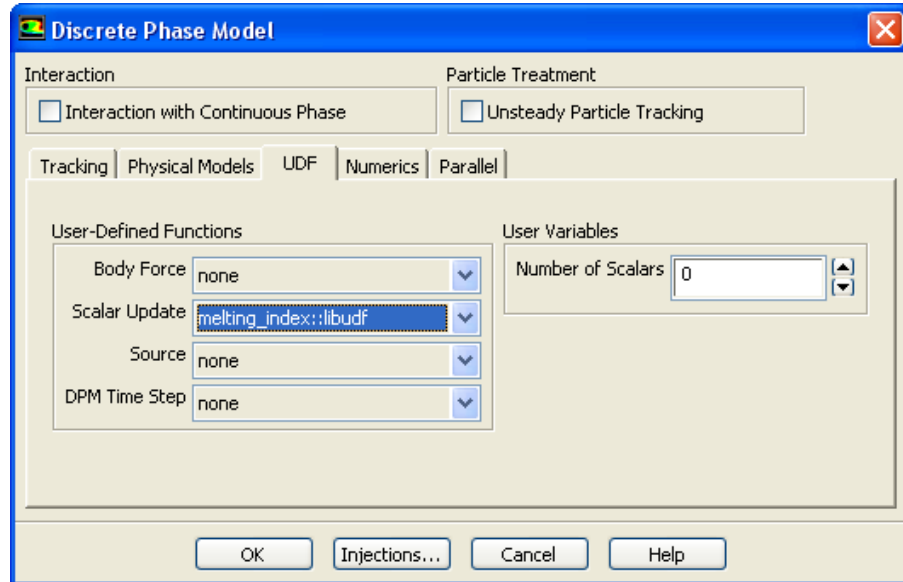 Discrete Phase Model
Interaction
Interaction with Continuous Phase
Particle Treatment
Unsteady Particle Tracking
Tracking Physical Models UDF Numerics Parallel
User-Defined Functions
Body Force none
Scalar Update melting_index::libudf
Source none
DPM Time Step none
User Variables
Number of Scalars 0
OK Injections... Cancel Help